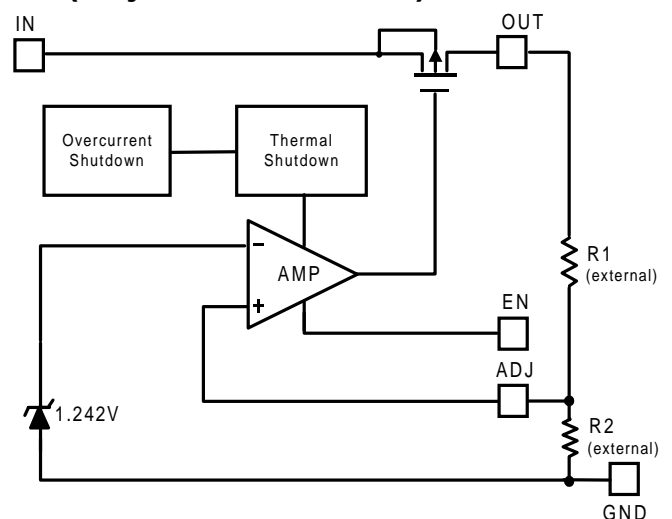 IN
OUT
Overcurrent
Shutdown
Thermal
Shutdown
−
AMP
+
R1
(external)
EN
ADJ
1.242V
R2
(external)
GND